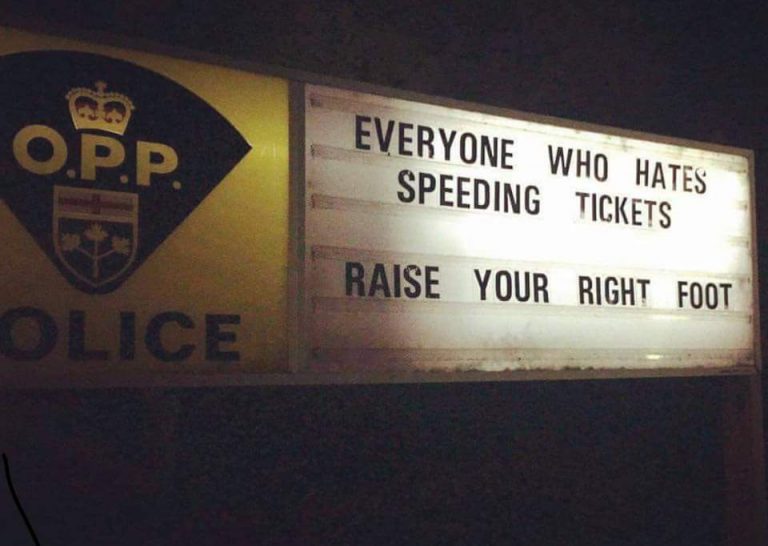 O.P.P.
OLICE
EVERYONE WHO HATES
SPEEDING TICKETS
RAISE YOUR RIGHT FOOT